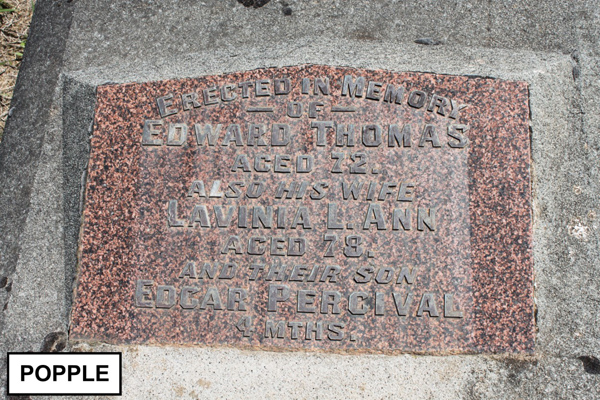 Erected in Memory
— of —
Edward Thomas
aged 72.
also his wife
Lavinia L. Ann
aged 78.
and their son
Edgar Percival
4 mths.
POPPLE